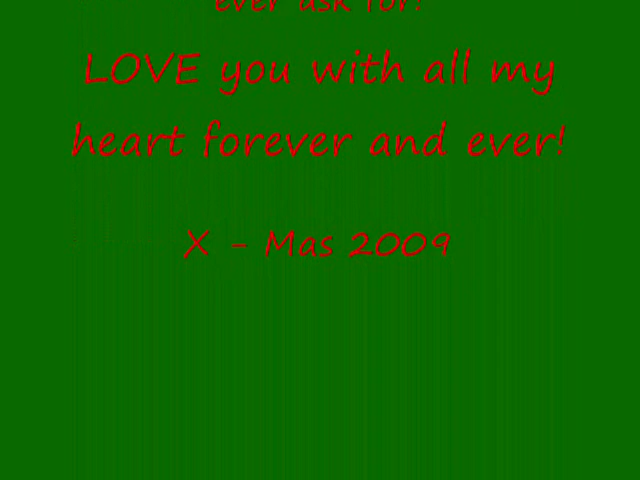 ever ask for!
LOVE you with all my
heart forever and ever!
X - Mas 2009